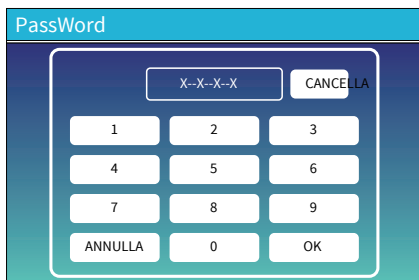 PassWord
X--X--X--X CANCELLA
1 2 3
4 5 6
7 8 9
ANNULLA 0 OK